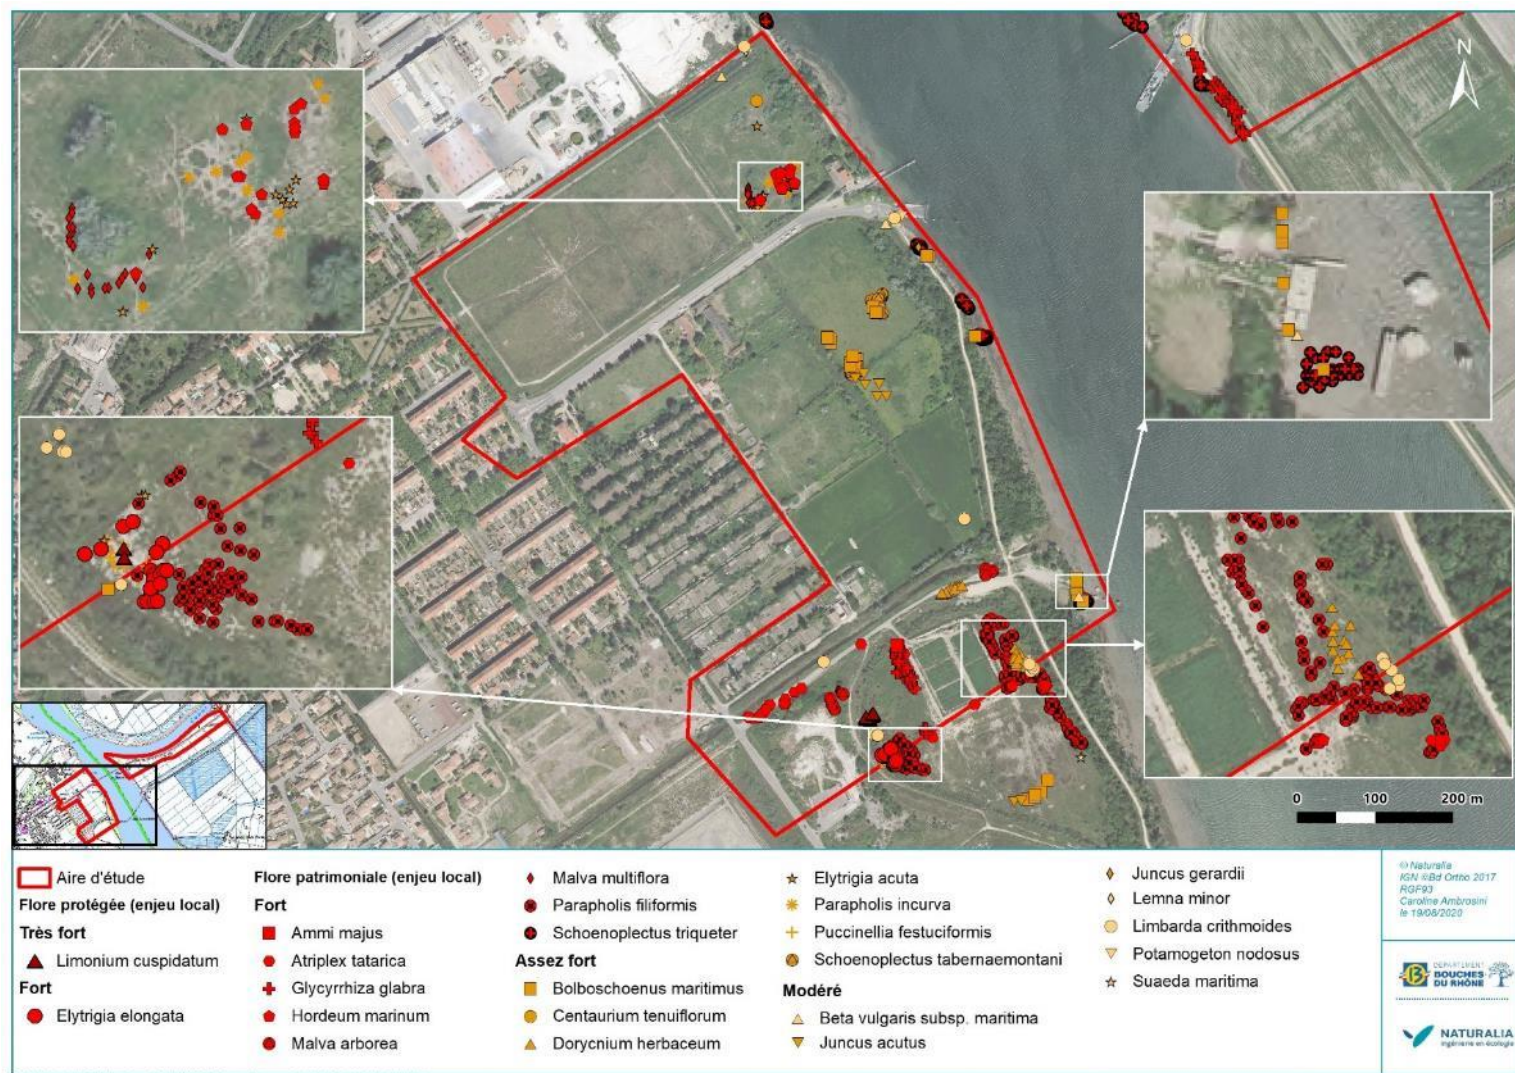 N
0 100 200 m
Aire d'étude
Flore protégée (enjeu local)
Très fort
Limonium cuspidatum
Fort
Elytrigia elongata
Flore patrimoniale (enjeu local)
Fort
Ammi majus
Atriplex tatarica
Glycyrrhiza glabra
Hordeum marinum
Malva arborea
Malva multiflora
Parapholis filiformis
Schoenoplectus triqueter
Assez fort
Bolboschoenus maritimus
Centaurium tenuiflorum
Dorycnium herbaceum
Elytrigia acuta
Parapholis incurva
Puccinellia festuciformis
Schoenoplectus tabernaemontani
Modéré
Beta vulgaris subsp. maritima
Juncus acutus
Juncus gerardii
Lemna minor
Limbarda crithmoides
Potamogeton nodosus
Suaeda maritima
© Naturalia
IGN ®Bd Ortho 2017
RGF93
Caroline Ambrosini
le 19/08/2020
DÉPARTEMENT
BOUCHES
DU RHÔNE
NATURALIA
Ingénierie en écologie